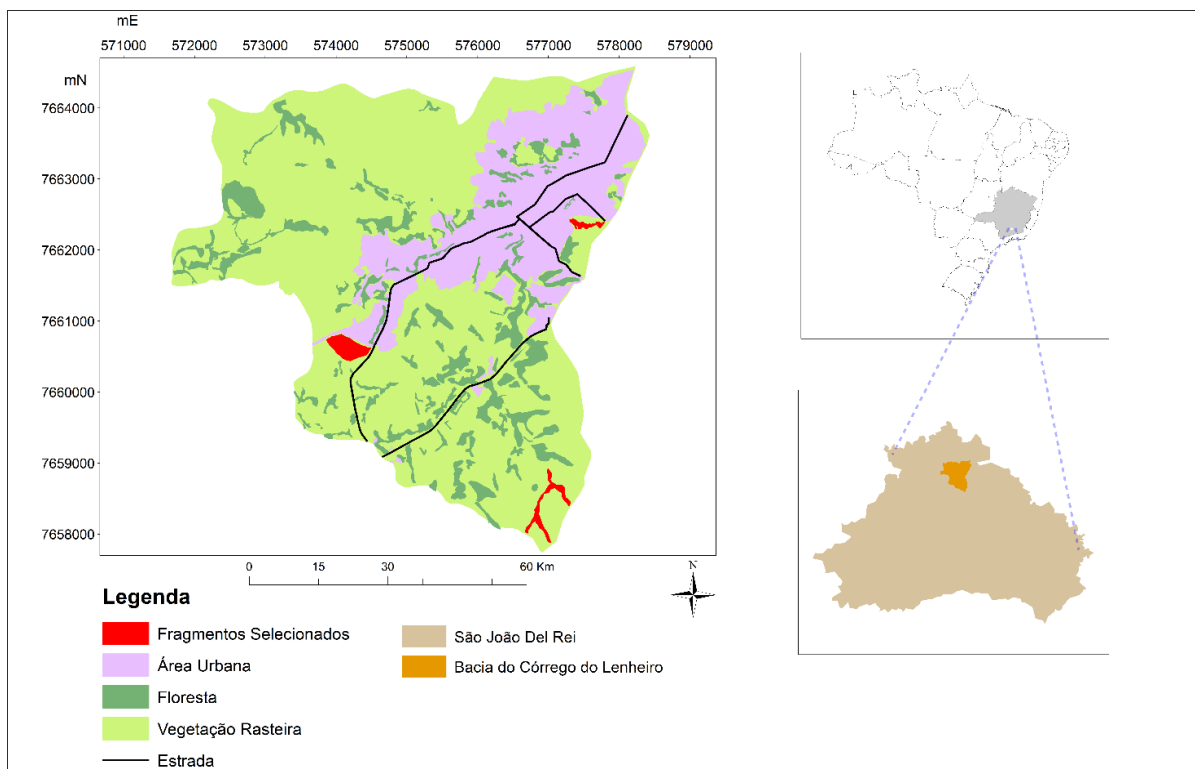 mE
571000 572000 573000 574000 575000 576000 577000 578000 579000
mN
7664000
7663000
7662000
7661000
7660000
7659000
7658000
0 15 30 60 Km
N
Legenda
Fragmentos Selecionados
Área Urbana
Floresta
Vegetação Rasteira
Estrada
São João Del Rei
Bacia do Córrego do Lenheiro